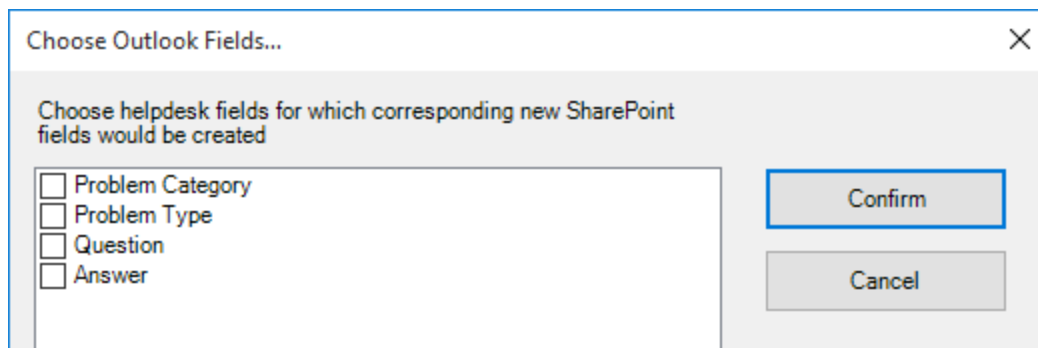 Choose Outlook Fields...
Choose helpdesk fields for which corresponding new SharePoint
fields would be created
Problem Category
Problem Type
Question
Answer
Confirm
Cancel